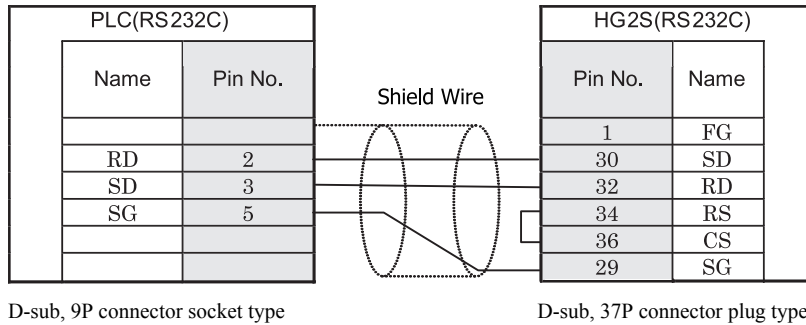 PLC(RS232C) HG2S(RS232C)
Name Pin No. Pin No. Name
Shield Wire
1 FG
RD 2 30 SD
SD 3 32 RD
SG 5 34 RS
36 CS
29 SG
D-sub, 9P connector socket type D-sub, 37P connector plug type